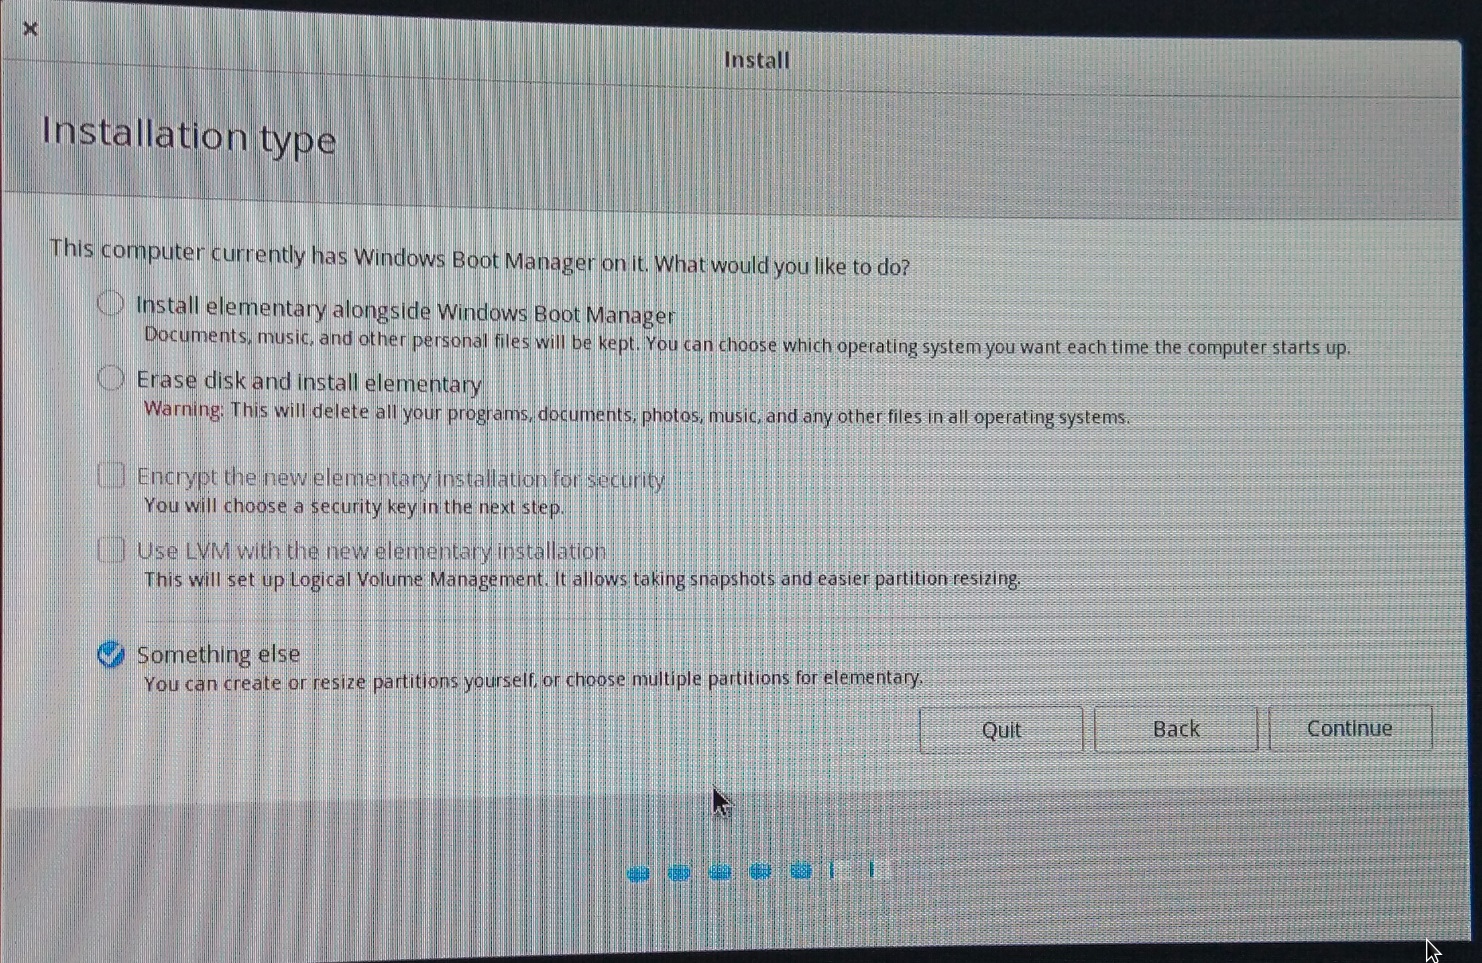 Install
Installation type
This computer currently has Windows Boot Manager on it. What would you like to do?
Install elementary alongside Windows Boot Manager
Documents, music, and other personal files will be kept. You can choose which operating system you want each time the computer starts up.
Erase disk and install elementary
Warning: This will delete all your programs, documents, photos, music, and any other files in all operating systems.
Encrypt the new elementary installation for security
You will choose a security key in the next step.
Use LVM with the new elementary installation
This will set up Logical Volume Management. It allows taking snapshots and easier partition resizing.
Something else
You can create or resize partitions yourself, or choose multiple partitions for elementary.
Quit
Back
Continue